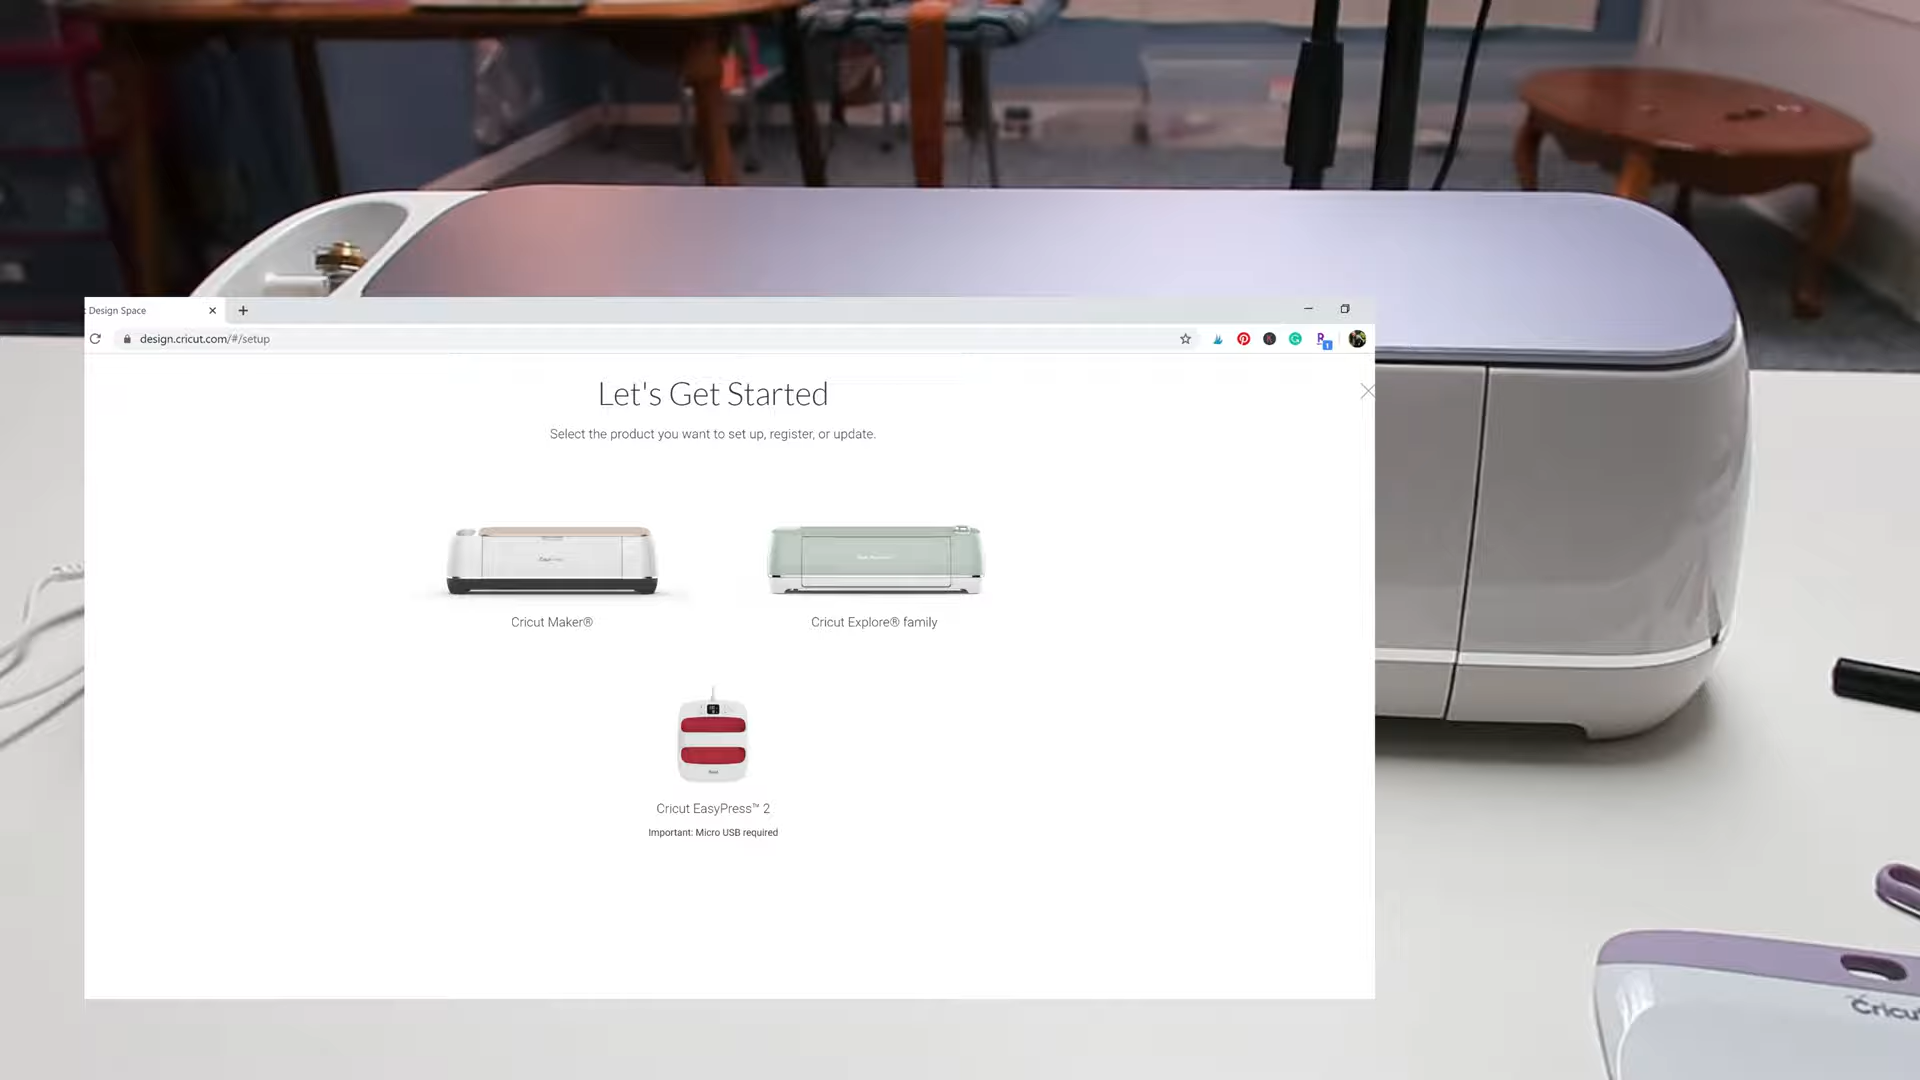 Design Space
design.cricut.com/#/setup
Let's Get Started
Select the product you want to set up, register, or update.
Cricut Maker®
Cricut Explore® family
Cricut EasyPress™ 2
Important: Micro USB required